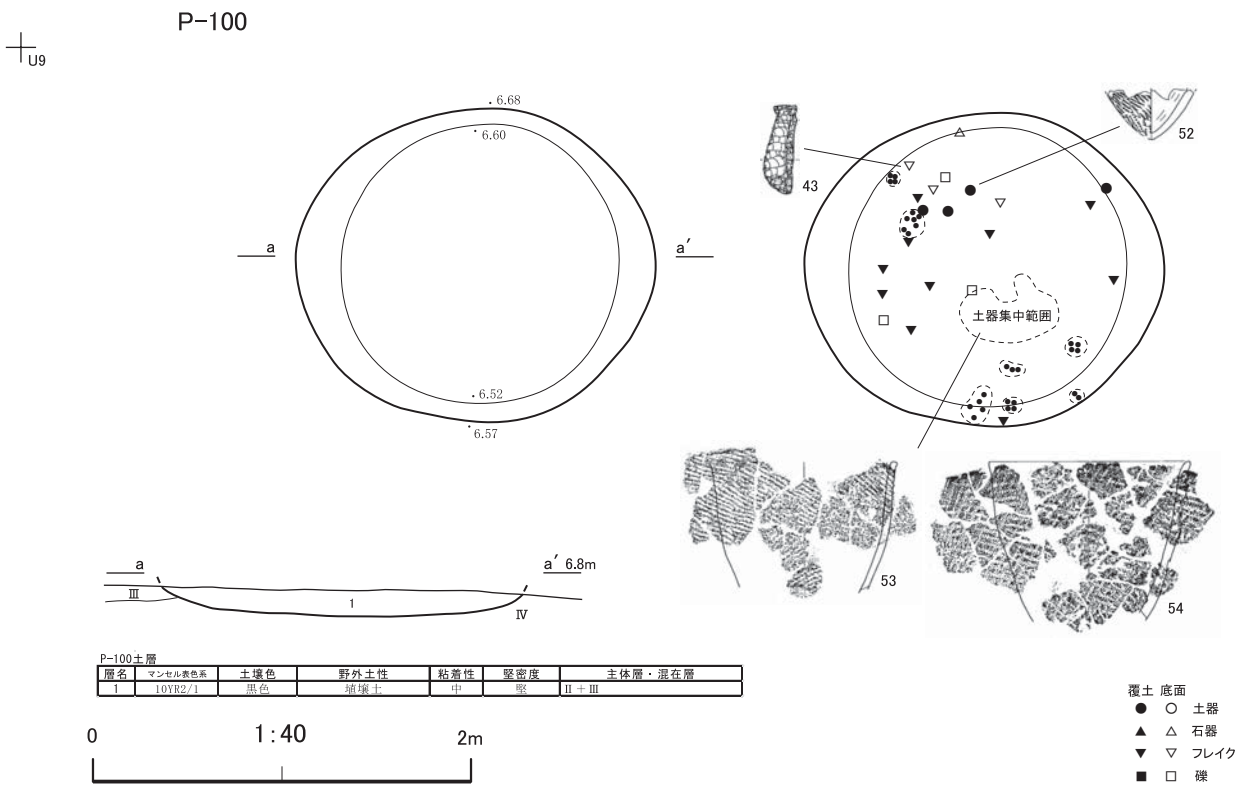 P-100
U9
6.68
6.60
a a′
6.52
6.57
43
52
土器集中範囲
53
54
a a′ 6.8m
Ⅲ 1 Ⅳ
P-100土層
層名 マンセル表色系 土壌色 野外土性 粘着性 堅密度 主体層・混在層
1 10YR2/1 黒色 埴壌土 中 堅 Ⅱ+Ⅲ
0 1:40 2m
覆土 底面
● ○ 土器
▲ △ 石器
▼ ▽ フレイク
■ □ 礫